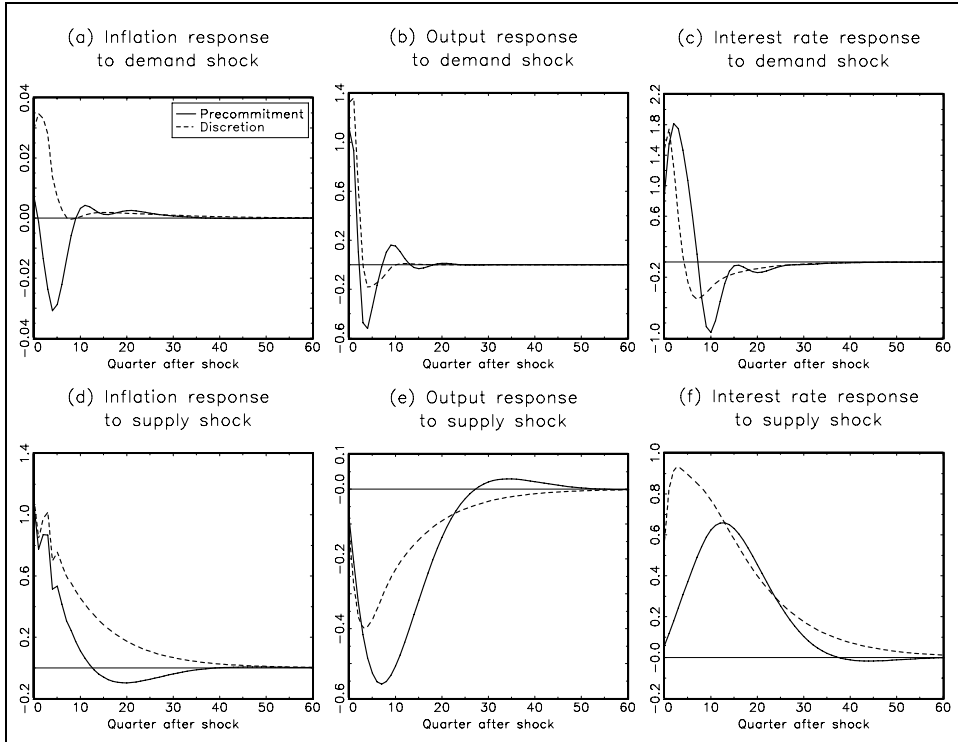 (a) Inflation response
to demand shock
(b) Output response
to demand shock
(c) Interest rate response
to demand shock
0.04
0.02
0.00
−0.02
−0.04
Precommitment
Discretion
0 10 20 30 40 50 60
Quarter after shock
1.4
1.0
0.6
0.2
−0.2
−0.6
0 10 20 30 40 50 60
Quarter after shock
2.2
1.8
1.4
1.0
0.6
−0.2
−1.0
0 10 20 30 40 50 60
Quarter after shock
(d) Inflation response
to supply shock
(e) Output response
to supply shock
(f) Interest rate response
to supply shock
1.4
1.0
0.6
0.2
−0.2
0 10 20 30 40 50 60
Quarter after shock
0.1
−0.0
−0.2
−0.4
−0.6
0 10 20 30 40 50 60
Quarter after shock
1.0
0.8
0.6
0.4
0.2
−0.0
−0.2
0 10 20 30 40 50 60
Quarter after shock